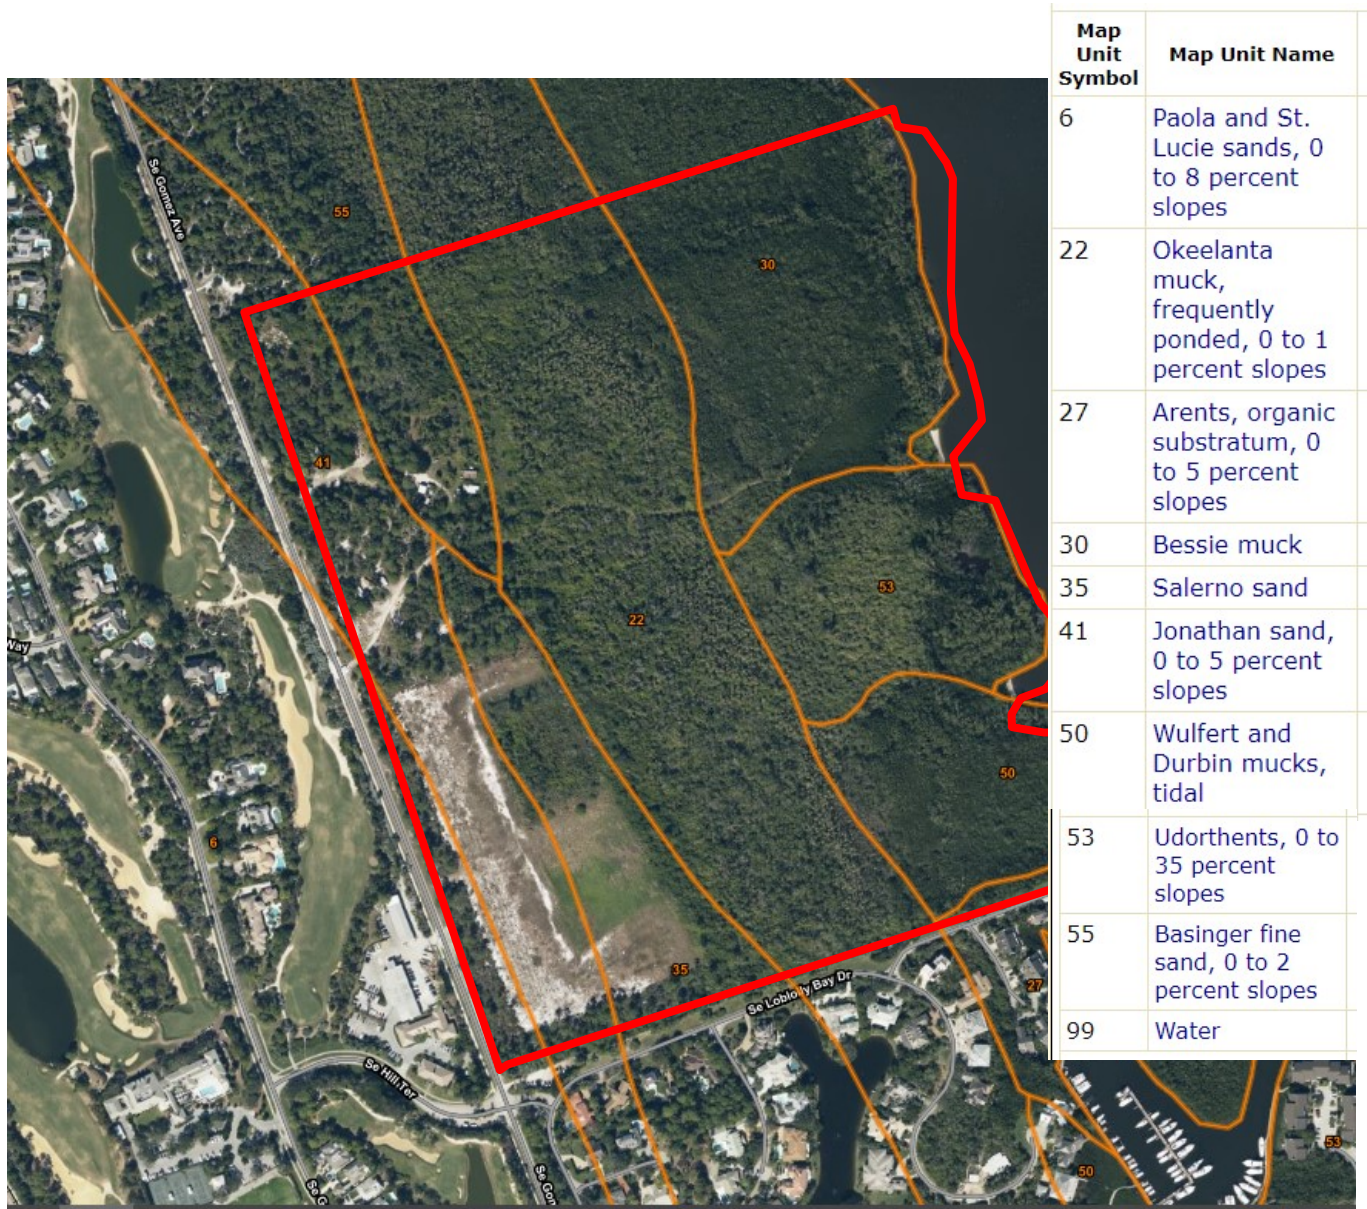 Map
Unit
Symbol
Map Unit Name
6
Paola and St.
Lucie sands, 0
to 8 percent
slopes
22
Okeelanta
muck,
frequently
ponded, 0 to 1
percent slopes
27
Arents, organic
substratum, 0
to 5 percent
slopes
30
Bessie muck
35
Salerno sand
41
Jonathan sand,
0 to 5 percent
slopes
50
Wulfert and
Durbin mucks,
tidal
53
Udorthents, 0 to
35 percent
slopes
55
Basinger fine
sand, 0 to 2
percent slopes
99
Water
Se Gomez Ave
55
30
41
53
22
Way
50
6
35
27
Se Loblolly Bay Dr
Se Hill Ter
Se G
Se Gon
50
53